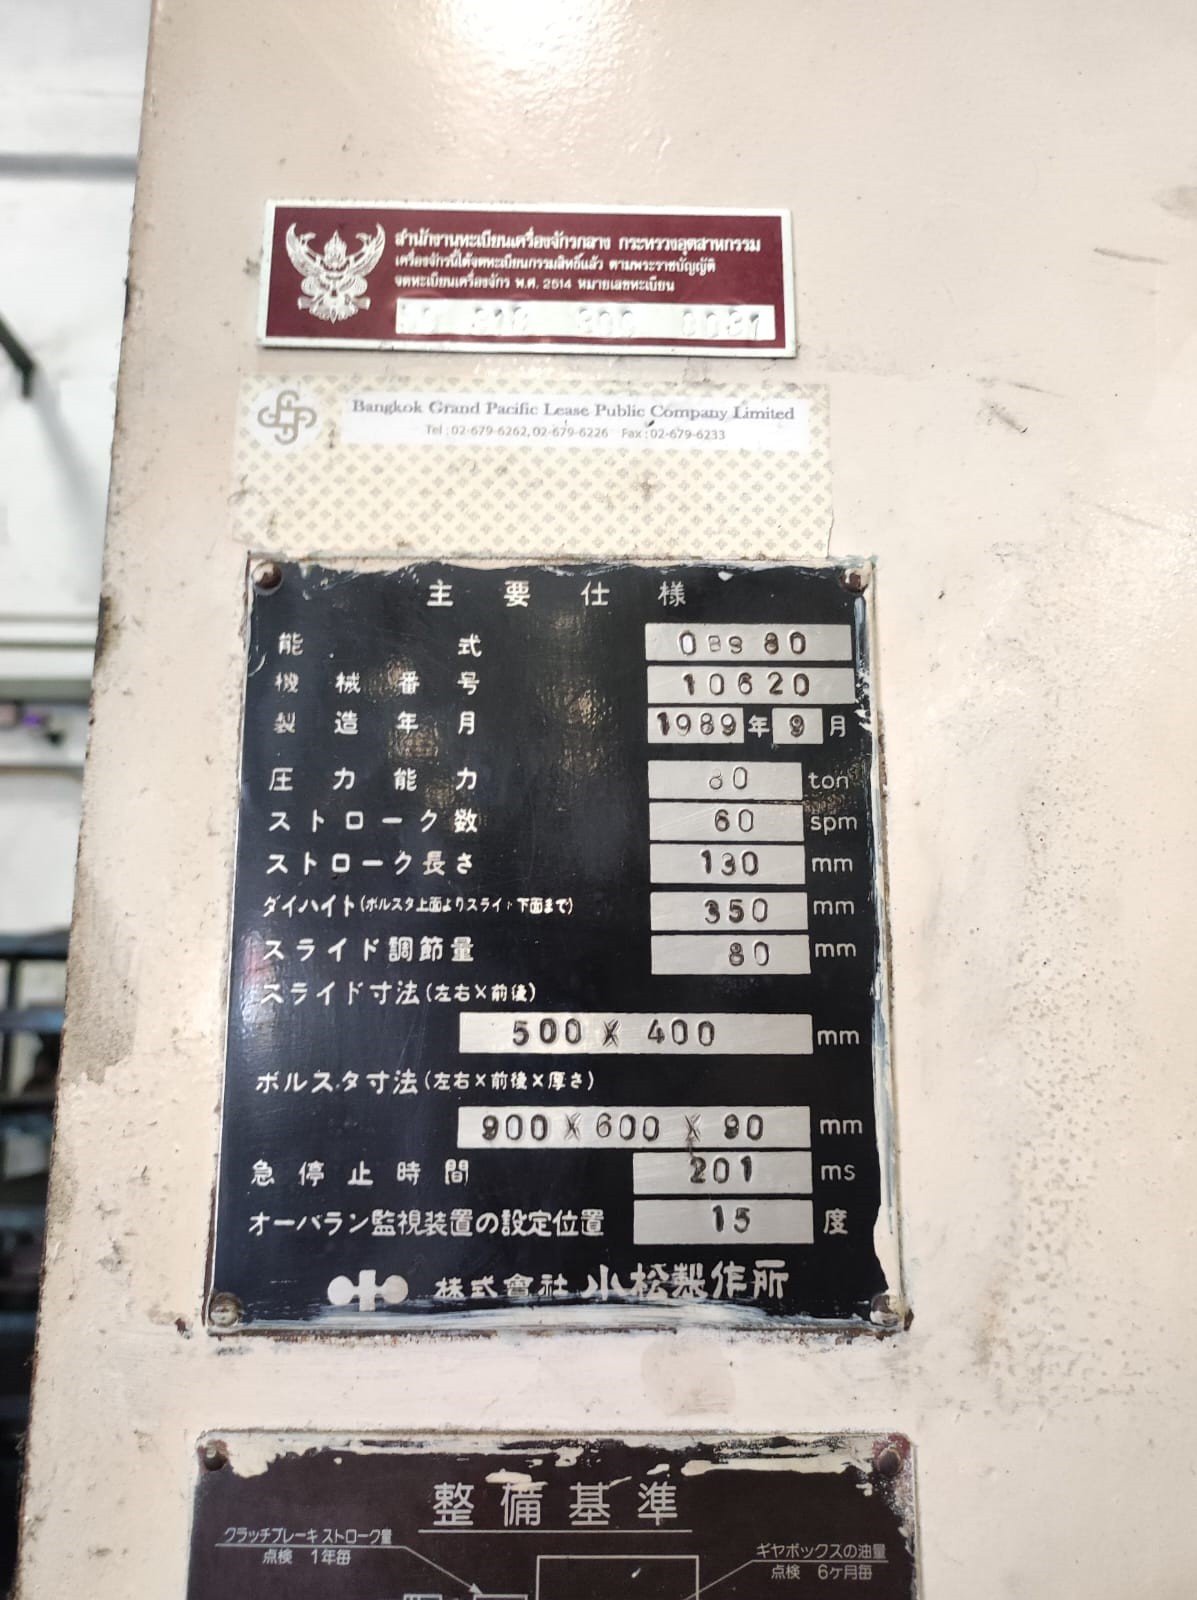 สำนักงานทะเบียนเครื่องจักรกลาง กระทรวงอุตสาหกรรม
เครื่องจักรนี้ได้จดทะเบียนกรรมสิทธิ์แล้ว ตามพระราชบัญญัติ
จดทะเบียนเครื่องจักร พ.ศ. 2514 หมายเลขทะเบียน
Bangkok Grand Pacific Lease Public Company Limited
Tel : 02-679-6262, 02-679-6226 Fax : 02-679-6233
主要仕様
能式 OBS 80
機械番号 10620
製造年月 1989年9月
圧力能力 80 ton
ストローク数 60 spm
ストローク長さ 130 mm
ダイハイト(ボルスタ上面よりスライド下面まで) 350 mm
スライド調節量 80 mm
スライド寸法(左右×前後)
500 X 400 mm
ボルスタ寸法(左右×前後×厚さ)
900 X 600 X 90 mm
急停止時間 201 ms
オーバラン監視装置の設定位置 15 度
株式會社 小松製作所
整備基準
クラッチブレーキストローク量
点検 1年毎
ギヤボックスの油量
点検 6ケ月毎